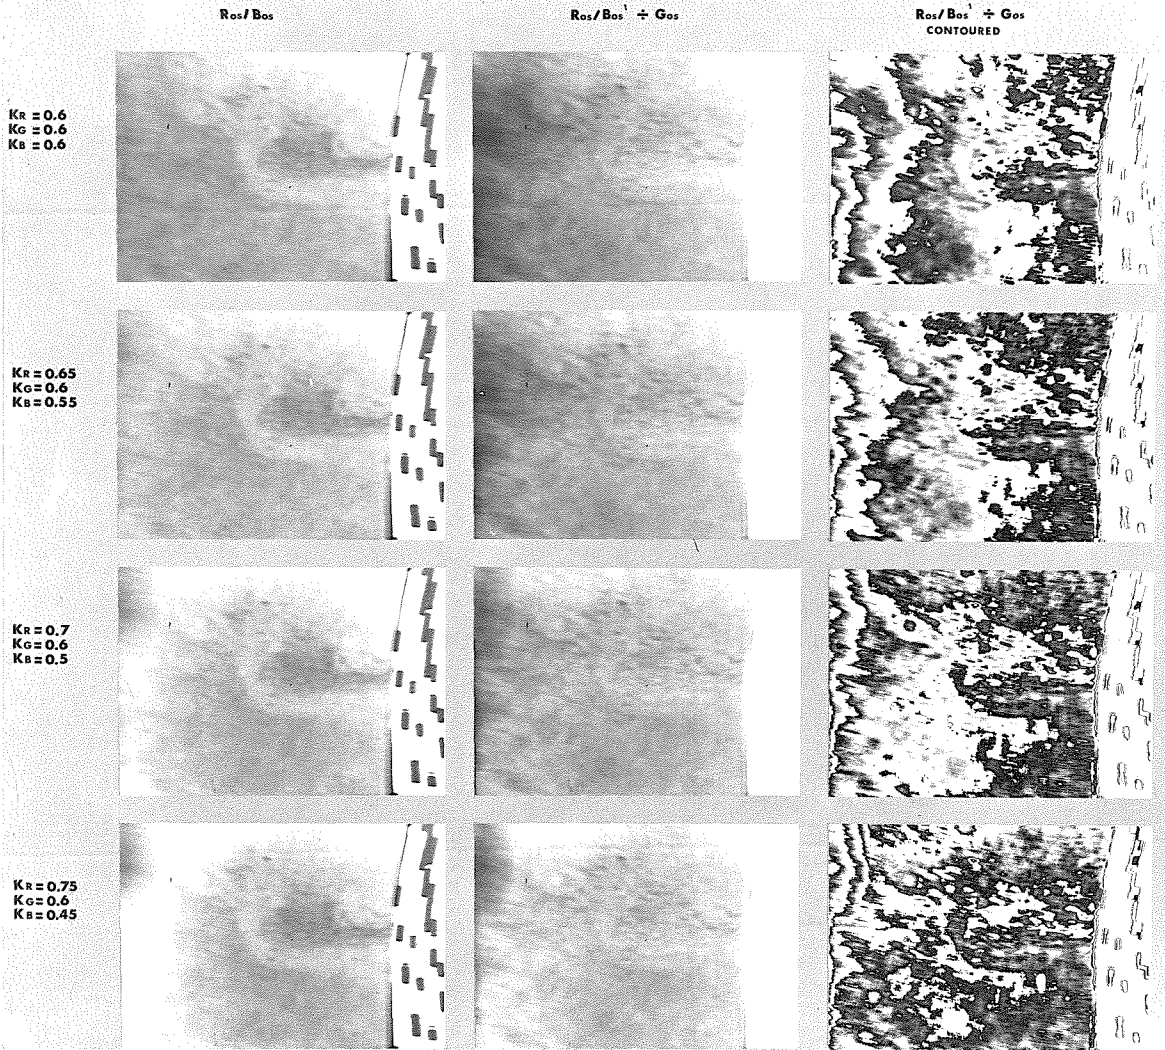 Ros/Bos
Ros/Bos' ÷ Gos
Ros/Bos' ÷ Gos
CONTOURED
KR = 0.6
KG = 0.6
KB = 0.6
KR = 0.65
KG = 0.6
KB = 0.55
KR = 0.7
KG = 0.6
KB = 0.5
KR = 0.75
KG = 0.6
KB = 0.45